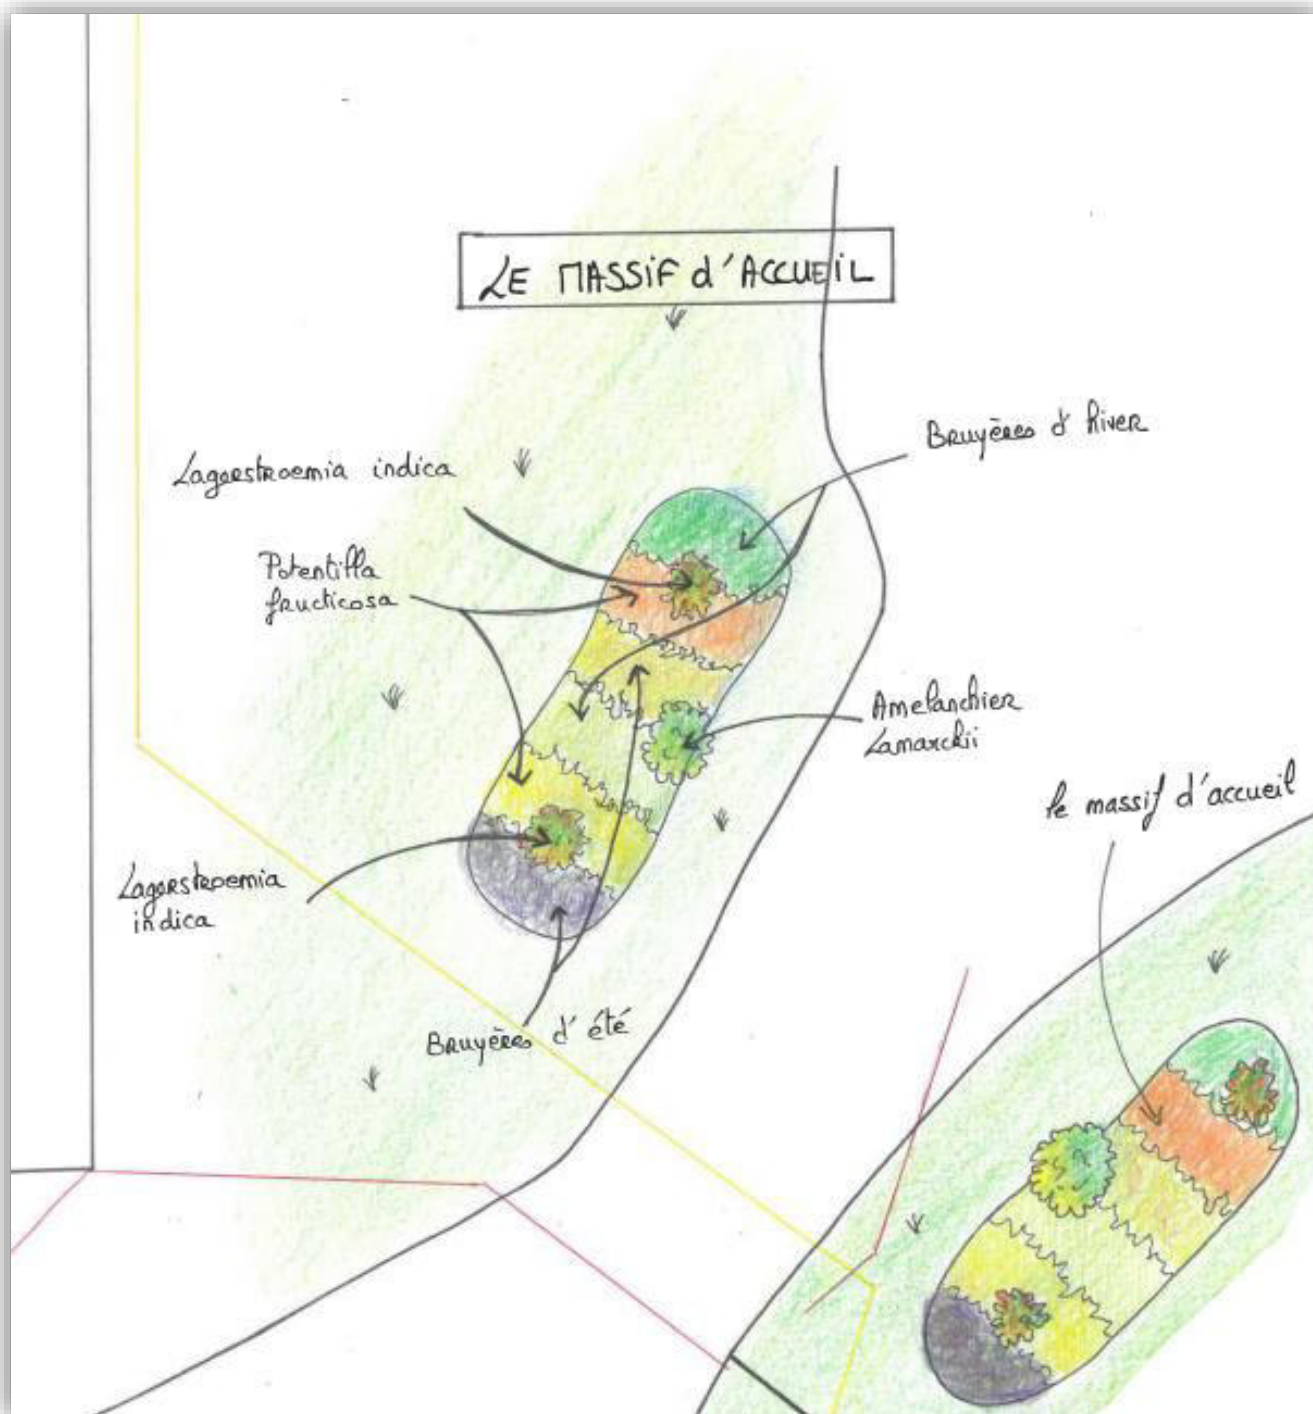 LE MASSIF d'ACCUEIL
Bruyères d'hiver
Lagerstroemia indica
Potentilla
fructicosa
Amelanchier
Lamarckii
le massif d'accueil
Lagerstroemia
indica
Bruyères d'été